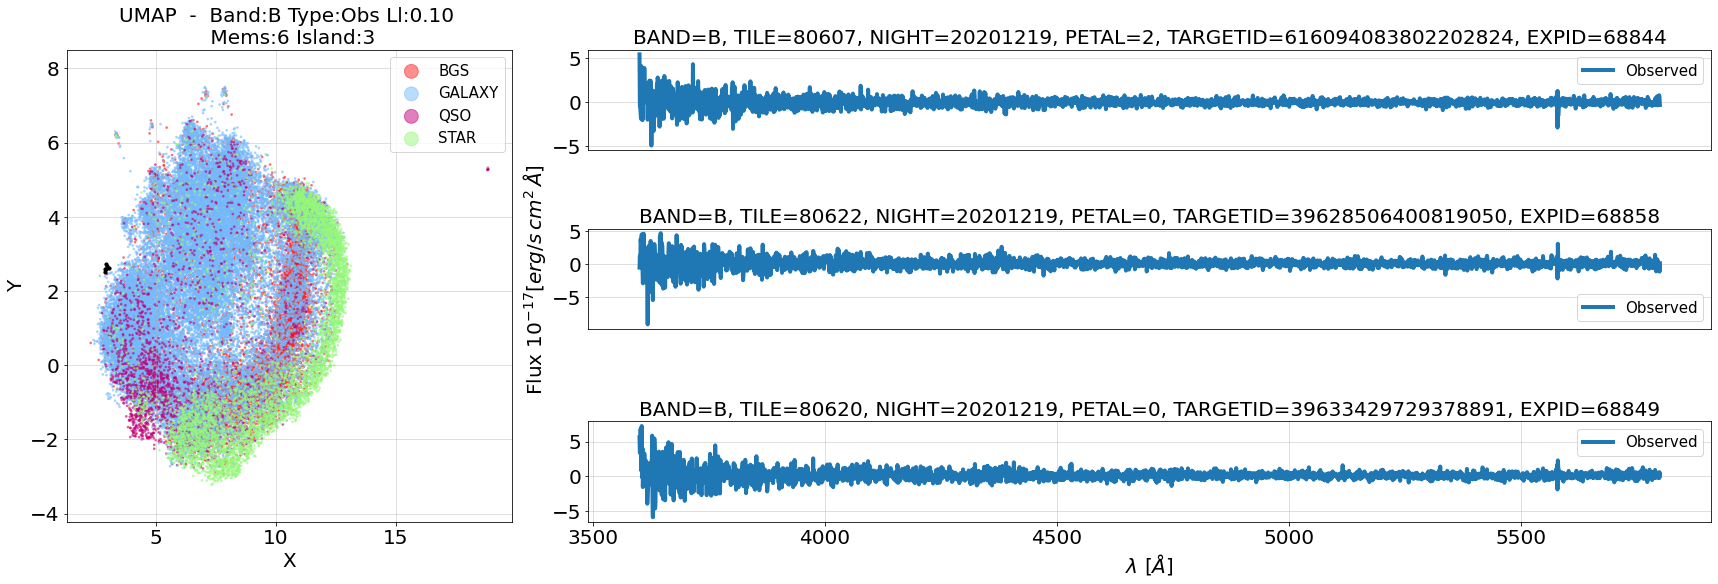 UMAP - Band:B Type:Obs Ll:0.10
Mems:6 Island:3
8
6
4
2
0
−2
−4
Y
5
10
15
X
BGS
GALAXY
QSO
STAR
Flux 10⁻¹⁷[erg/s cm² Å]
BAND=B, TILE=80607, NIGHT=20201219, PETAL=2, TARGETID=616094083802202824, EXPID=68844
5
0
−5
Observed
BAND=B, TILE=80622, NIGHT=20201219, PETAL=0, TARGETID=39628506400819050, EXPID=68858
5
0
−5
Observed
BAND=B, TILE=80620, NIGHT=20201219, PETAL=0, TARGETID=39633429729378891, EXPID=68849
5
0
−5
Observed
3500
4000
4500
5000
5500
λ [Å]